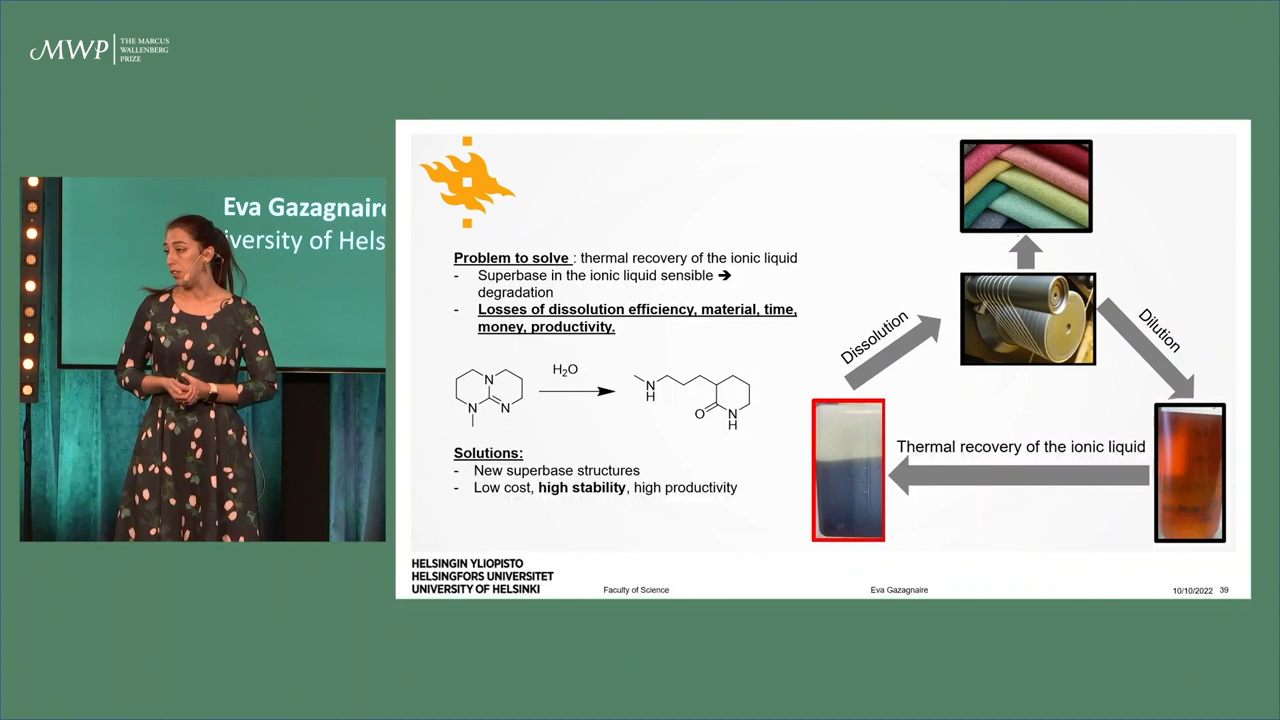 MWP
THE MARCUS
WALLENBERG
PRIZE
Eva Gazagnaire
iversity of Hels
Problem to solve : thermal recovery of the ionic liquid
- Superbase in the ionic liquid sensible ➔
degradation
- Losses of dissolution efficiency, material, time,
money, productivity.
N
N
N
H2O
N
H
O
N
H
Solutions:
- New superbase structures
- Low cost, high stability, high productivity
Dissolution
Dilution
Thermal recovery of the ionic liquid
HELSINGIN YLIOPISTO
HELSINGFORS UNIVERSITET
UNIVERSITY OF HELSINKI
Faculty of Science
Eva Gazagnaire
10/10/2022 39